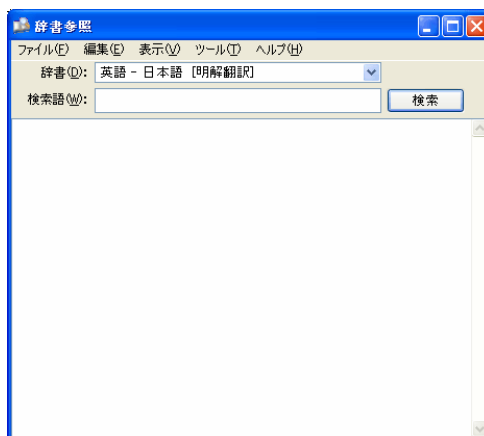 辞書参照
ファイル(F) 編集(E) 表示(V) ツール(T) ヘルプ(H)
辞書(D): 英語 - 日本語 [明解翻訳]
検索語(W): 検索